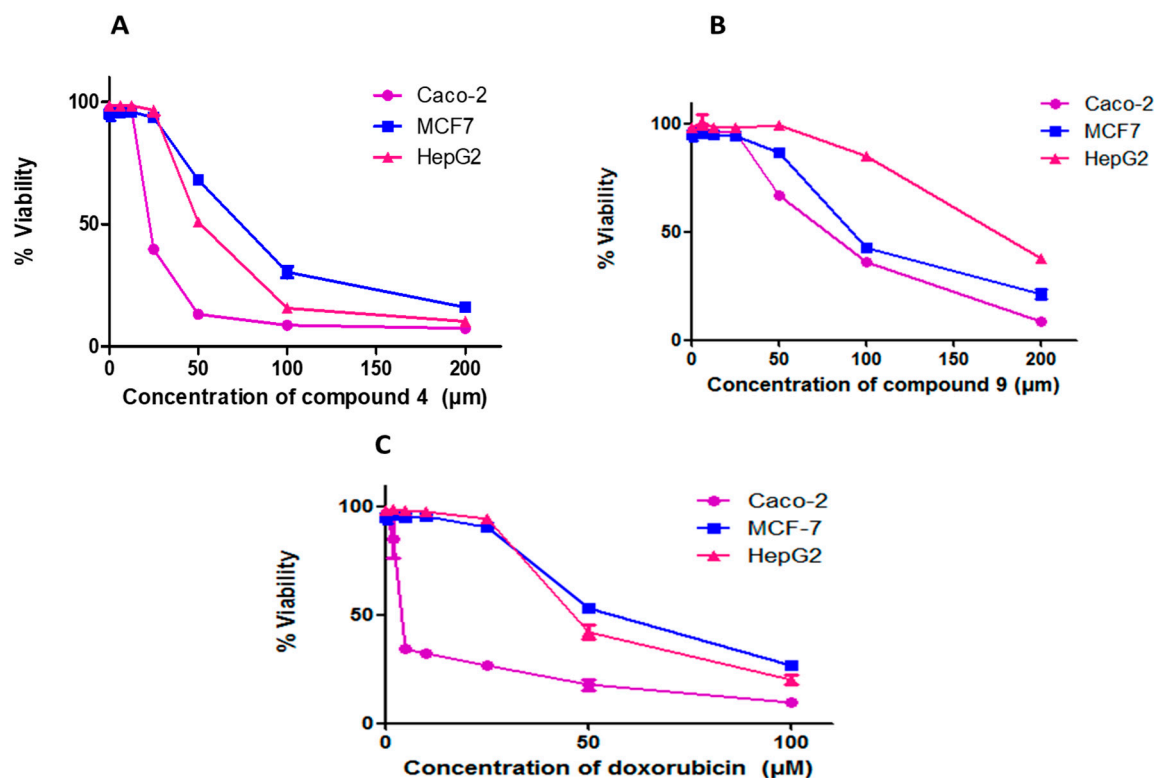 A
100
50
0
% Viability
Caco-2
MCF7
HepG2
0 50 100 150 200
Concentration of compound 4 (µm)
B
100
50
0
% Viability
Caco-2
MCF7
HepG2
0 50 100 150 200
Concentration of compound 9 (µm)
C
100
50
0
% Viability
Caco-2
MCF-7
HepG2
0 50 100
Concentration of doxorubicin (µM)